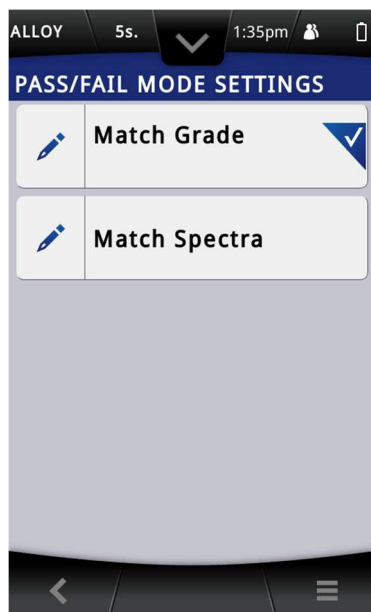 ALLOY 5s. 1:35pm
PASS/FAIL MODE SETTINGS
Match Grade
Match Spectra